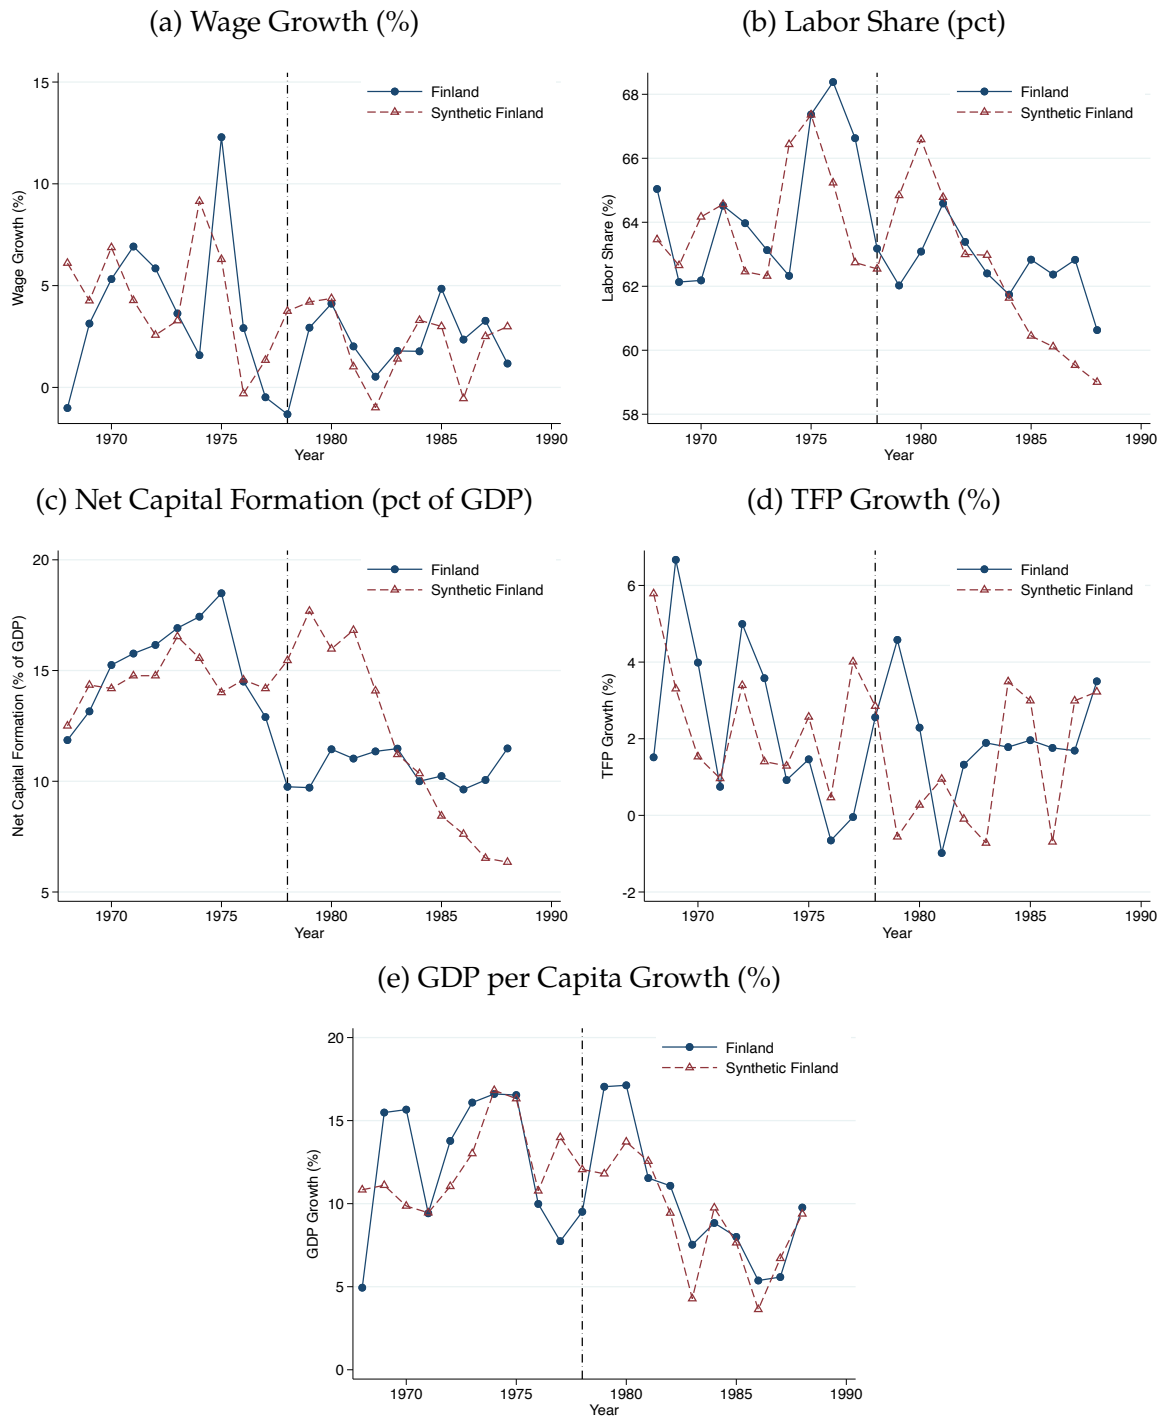 (a) Wage Growth (%)
Finland
Synthetic Finland
Wage Growth (%)
15
10
5
0
1970 1975 1980 1985 1990
Year
(b) Labor Share (pct)
Finland
Synthetic Finland
Labor Share (%)
68
66
64
62
60
58
1970 1975 1980 1985 1990
Year
(c) Net Capital Formation (pct of GDP)
Finland
Synthetic Finland
Net Capital Formation (% of GDP)
20
15
10
5
1970 1975 1980 1985 1990
Year
(d) TFP Growth (%)
Finland
Synthetic Finland
TFP Growth (%)
6
4
2
0
-2
1970 1975 1980 1985 1990
Year
(e) GDP per Capita Growth (%)
Finland
Synthetic Finland
GDP Growth (%)
20
15
10
5
0
1970 1975 1980 1985 1990
Year